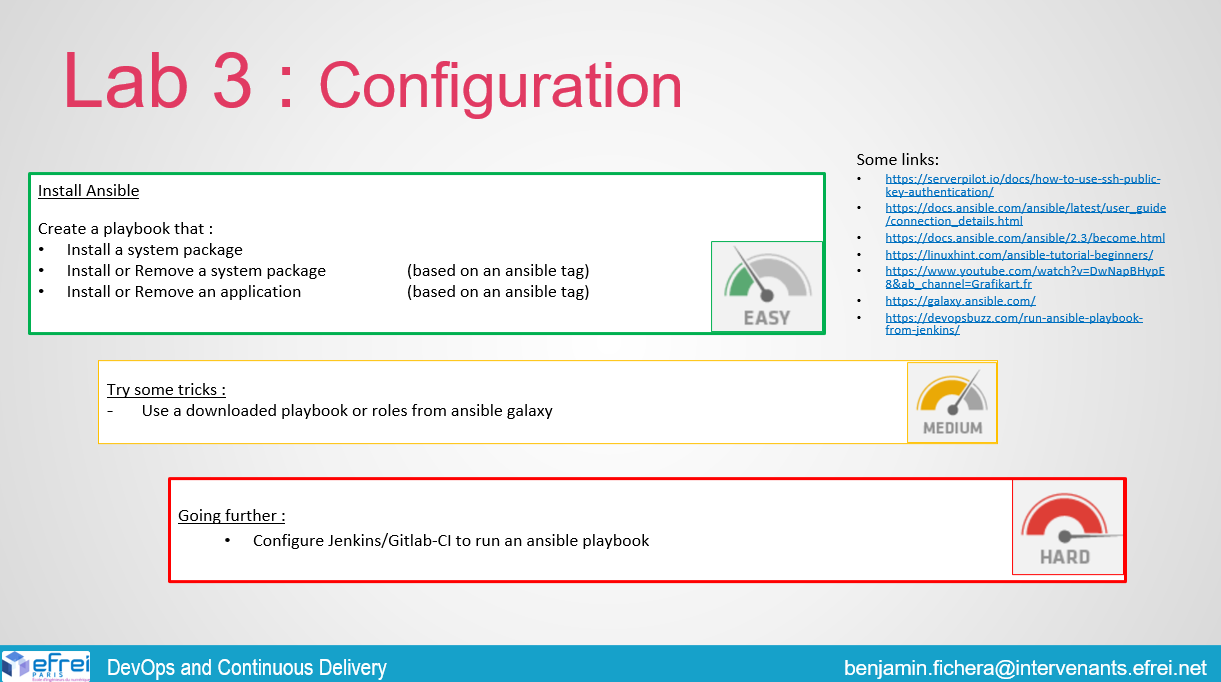 Lab 3 : Configuration
Install Ansible
Create a playbook that :
• Install a system package
• Install or Remove a system package (based on an ansible tag)
• Install or Remove an application (based on an ansible tag)
EASY
Some links:
• https://serverpilot.io/docs/how-to-use-ssh-public-
key-authentication/
• https://docs.ansible.com/ansible/latest/user_guide
/connection_details.html
• https://docs.ansible.com/ansible/2.3/become.html
• https://linuxhint.com/ansible-tutorial-beginners/
• https://www.youtube.com/watch?v=DwNapBHypE
8&ab_channel=Grafikart.fr
• https://galaxy.ansible.com/
• https://devopsbuzz.com/run-ansible-playbook-
from-jenkins/
Try some tricks :
- Use a downloaded playbook or roles from ansible galaxy
MEDIUM
Going further :
• Configure Jenkins/Gitlab-CI to run an ansible playbook
HARD
efrei
PARIS
DevOps and Continuous Delivery
benjamin.fichera@intervenants.efrei.net